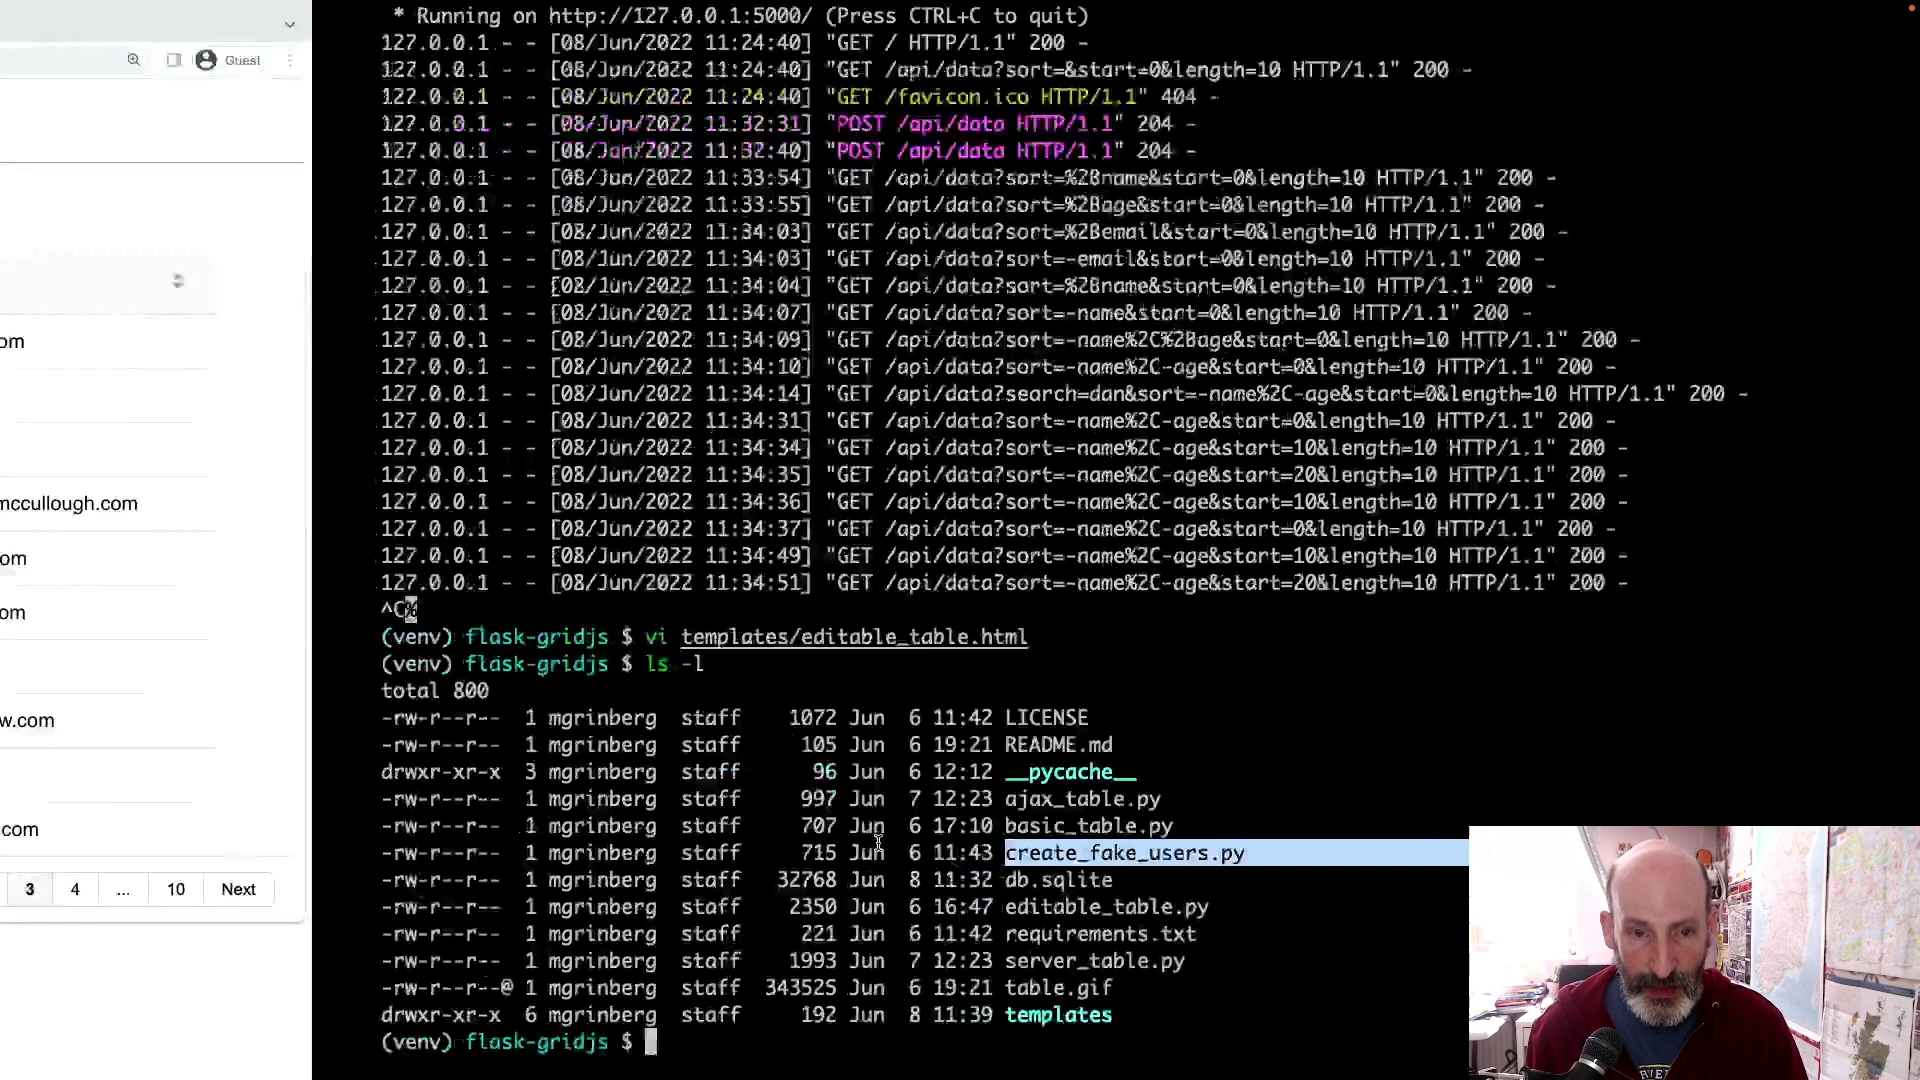 Guest
om
mccullough.com
om
om
w.com
.com
3 4 ... 10 Next
* Running on http://127.0.0.1:5000/ (Press CTRL+C to quit)
127.0.0.1 - - [08/Jun/2022 11:24:40] "GET / HTTP/1.1" 200 -
127.0.0.1 - - [08/Jun/2022 11:24:40] "GET /api/data?sort=&start=0&length=10 HTTP/1.1" 200 -
127.0.0.1 - - [08/Jun/2022 11:24:40] "GET /favicon.ico HTTP/1.1" 404 -
127.0.0.1 - - [08/Jun/2022 11:32:31] "POST /api/data HTTP/1.1" 204 -
127.0.0.1 - - [08/Jun/2022 11:32:40] "POST /api/data HTTP/1.1" 204 -
127.0.0.1 - - [08/Jun/2022 11:33:54] "GET /api/data?sort=%2Bname&start=0&length=10 HTTP/1.1" 200 -
127.0.0.1 - - [08/Jun/2022 11:33:55] "GET /api/data?sort=%2Bage&start=0&length=10 HTTP/1.1" 200 -
127.0.0.1 - - [08/Jun/2022 11:34:03] "GET /api/data?sort=%2Bemail&start=0&length=10 HTTP/1.1" 200 -
127.0.0.1 - - [08/Jun/2022 11:34:03] "GET /api/data?sort=-email&start=0&length=10 HTTP/1.1" 200 -
127.0.0.1 - - [08/Jun/2022 11:34:04] "GET /api/data?sort=%2Bname&start=0&length=10 HTTP/1.1" 200 -
127.0.0.1 - - [08/Jun/2022 11:34:07] "GET /api/data?sort=-name&start=0&length=10 HTTP/1.1" 200 -
127.0.0.1 - - [08/Jun/2022 11:34:09] "GET /api/data?sort=-name%2C%2Bage&start=0&length=10 HTTP/1.1" 200 -
127.0.0.1 - - [08/Jun/2022 11:34:10] "GET /api/data?sort=-name%2C-age&start=0&length=10 HTTP/1.1" 200 -
127.0.0.1 - - [08/Jun/2022 11:34:14] "GET /api/data?search=dan&sort=-name%2C-age&start=0&length=10 HTTP/1.1" 200 -
127.0.0.1 - - [08/Jun/2022 11:34:31] "GET /api/data?sort=-name%2C-age&start=0&length=10 HTTP/1.1" 200 -
127.0.0.1 - - [08/Jun/2022 11:34:34] "GET /api/data?sort=-name%2C-age&start=10&length=10 HTTP/1.1" 200 -
127.0.0.1 - - [08/Jun/2022 11:34:35] "GET /api/data?sort=-name%2C-age&start=20&length=10 HTTP/1.1" 200 -
127.0.0.1 - - [08/Jun/2022 11:34:36] "GET /api/data?sort=-name%2C-age&start=10&length=10 HTTP/1.1" 200 -
127.0.0.1 - - [08/Jun/2022 11:34:37] "GET /api/data?sort=-name%2C-age&start=0&length=10 HTTP/1.1" 200 -
127.0.0.1 - - [08/Jun/2022 11:34:49] "GET /api/data?sort=-name%2C-age&start=10&length=10 HTTP/1.1" 200 -
127.0.0.1 - - [08/Jun/2022 11:34:51] "GET /api/data?sort=-name%2C-age&start=20&length=10 HTTP/1.1" 200 -
^C%
(venv) flask-gridjs $ vi templates/editable_table.html
(venv) flask-gridjs $ ls -l
total 800
-rw-r--r-- 1 mgrinberg staff 1072 Jun 6 11:42 LICENSE
-rw-r--r-- 1 mgrinberg staff 105 Jun 6 19:21 README.md
drwxr-xr-x 3 mgrinberg staff 96 Jun 6 12:12 __pycache__
-rw-r--r-- 1 mgrinberg staff 997 Jun 7 12:23 ajax_table.py
-rw-r--r-- 1 mgrinberg staff 707 Jun 6 17:10 basic_table.py
-rw-r--r-- 1 mgrinberg staff 715 Jun 6 11:43 create_fake_users.py
-rw-r--r-- 1 mgrinberg staff 32768 Jun 8 11:32 db.sqlite
-rw-r--r-- 1 mgrinberg staff 2350 Jun 6 16:47 editable_table.py
-rw-r--r-- 1 mgrinberg staff 221 Jun 6 11:42 requirements.txt
-rw-r--r-- 1 mgrinberg staff 1993 Jun 7 12:23 server_table.py
-rw-r--r--@ 1 mgrinberg staff 343525 Jun 6 19:21 table.gif
drwxr-xr-x 6 mgrinberg staff 192 Jun 8 11:39 templates
(venv) flask-gridjs $